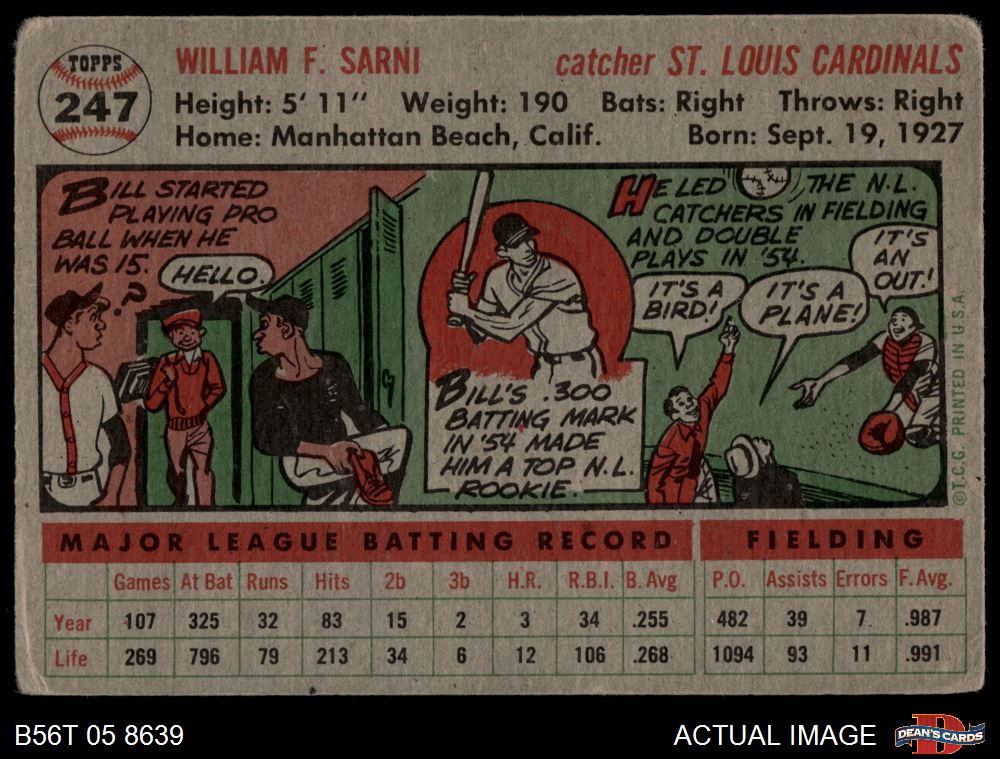 TOPPS
247
WILLIAM F. SARNI
catcher ST. LOUIS CARDINALS
Height: 5' 11" Weight: 190 Bats: Right Throws: Right
Home: Manhattan Beach, Calif. Born: Sept. 19, 1927
BILL STARTED
PLAYING PRO
BALL WHEN HE
WAS 15.
HELLO.
?
BILL'S .300
BATTING MARK
IN '54 MADE
HIM A TOP N.L.
ROOKIE.
HE LED THE N.L.
CATCHERS IN FIELDING
AND DOUBLE
PLAYS IN '54.
IT'S A
BIRD!
IT'S A
PLANE!
IT'S
AN
OUT!
©T.C.G. PRINTED IN U.S.A.
MAJOR LEAGUE BATTING RECORD FIELDING
Games At Bat Runs Hits 2b 3b H.R. R.B.I. B. Avg P.O. Assists Errors F. Avg.
Year 107 325 32 83 15 2 3 34 .255 482 39 7 .987
Life 269 796 79 213 34 6 12 106 .268 1094 93 11 .991
B56T 05 8639
ACTUAL IMAGE
DEAN'S CARDS